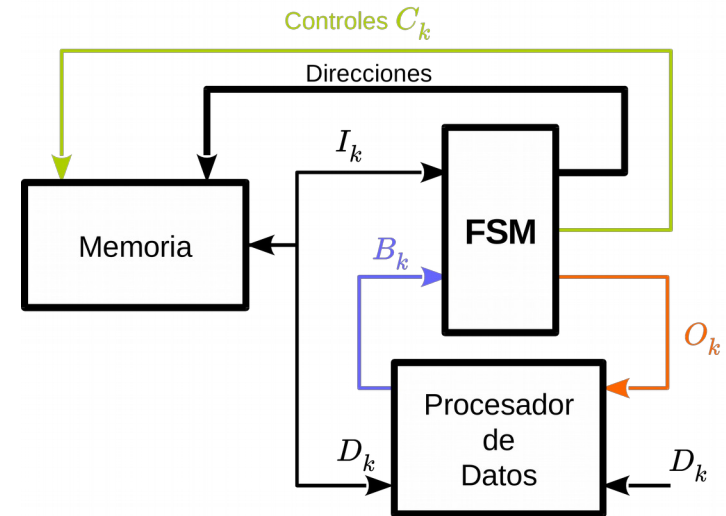 Controles C_k
Direcciones
I_k
Memoria
FSM
B_k
O_k
Procesador
de
Datos
D_k
D_k